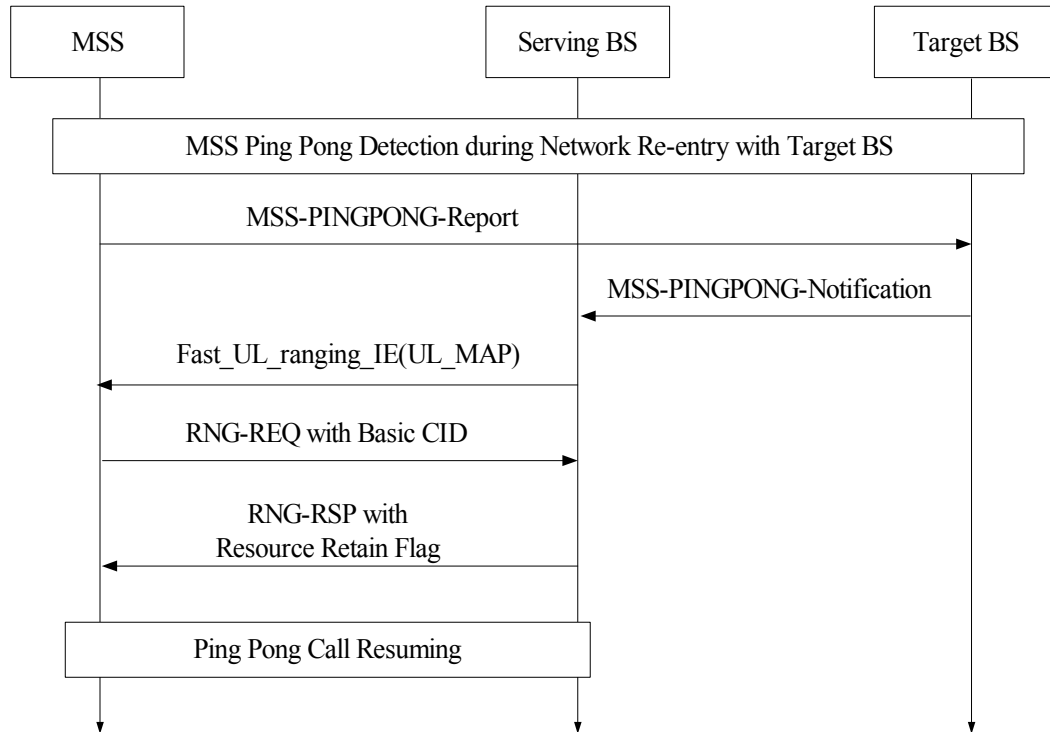 MSS
Serving BS
Target BS
MSS Ping Pong Detection during Network Re-entry with Target BS
MSS-PINGPONG-Report
MSS-PINGPONG-Notification
Fast_UL_ranging_IE(UL_MAP)
RNG-REQ with Basic CID
RNG-RSP with
Resource Retain Flag
Ping Pong Call Resuming